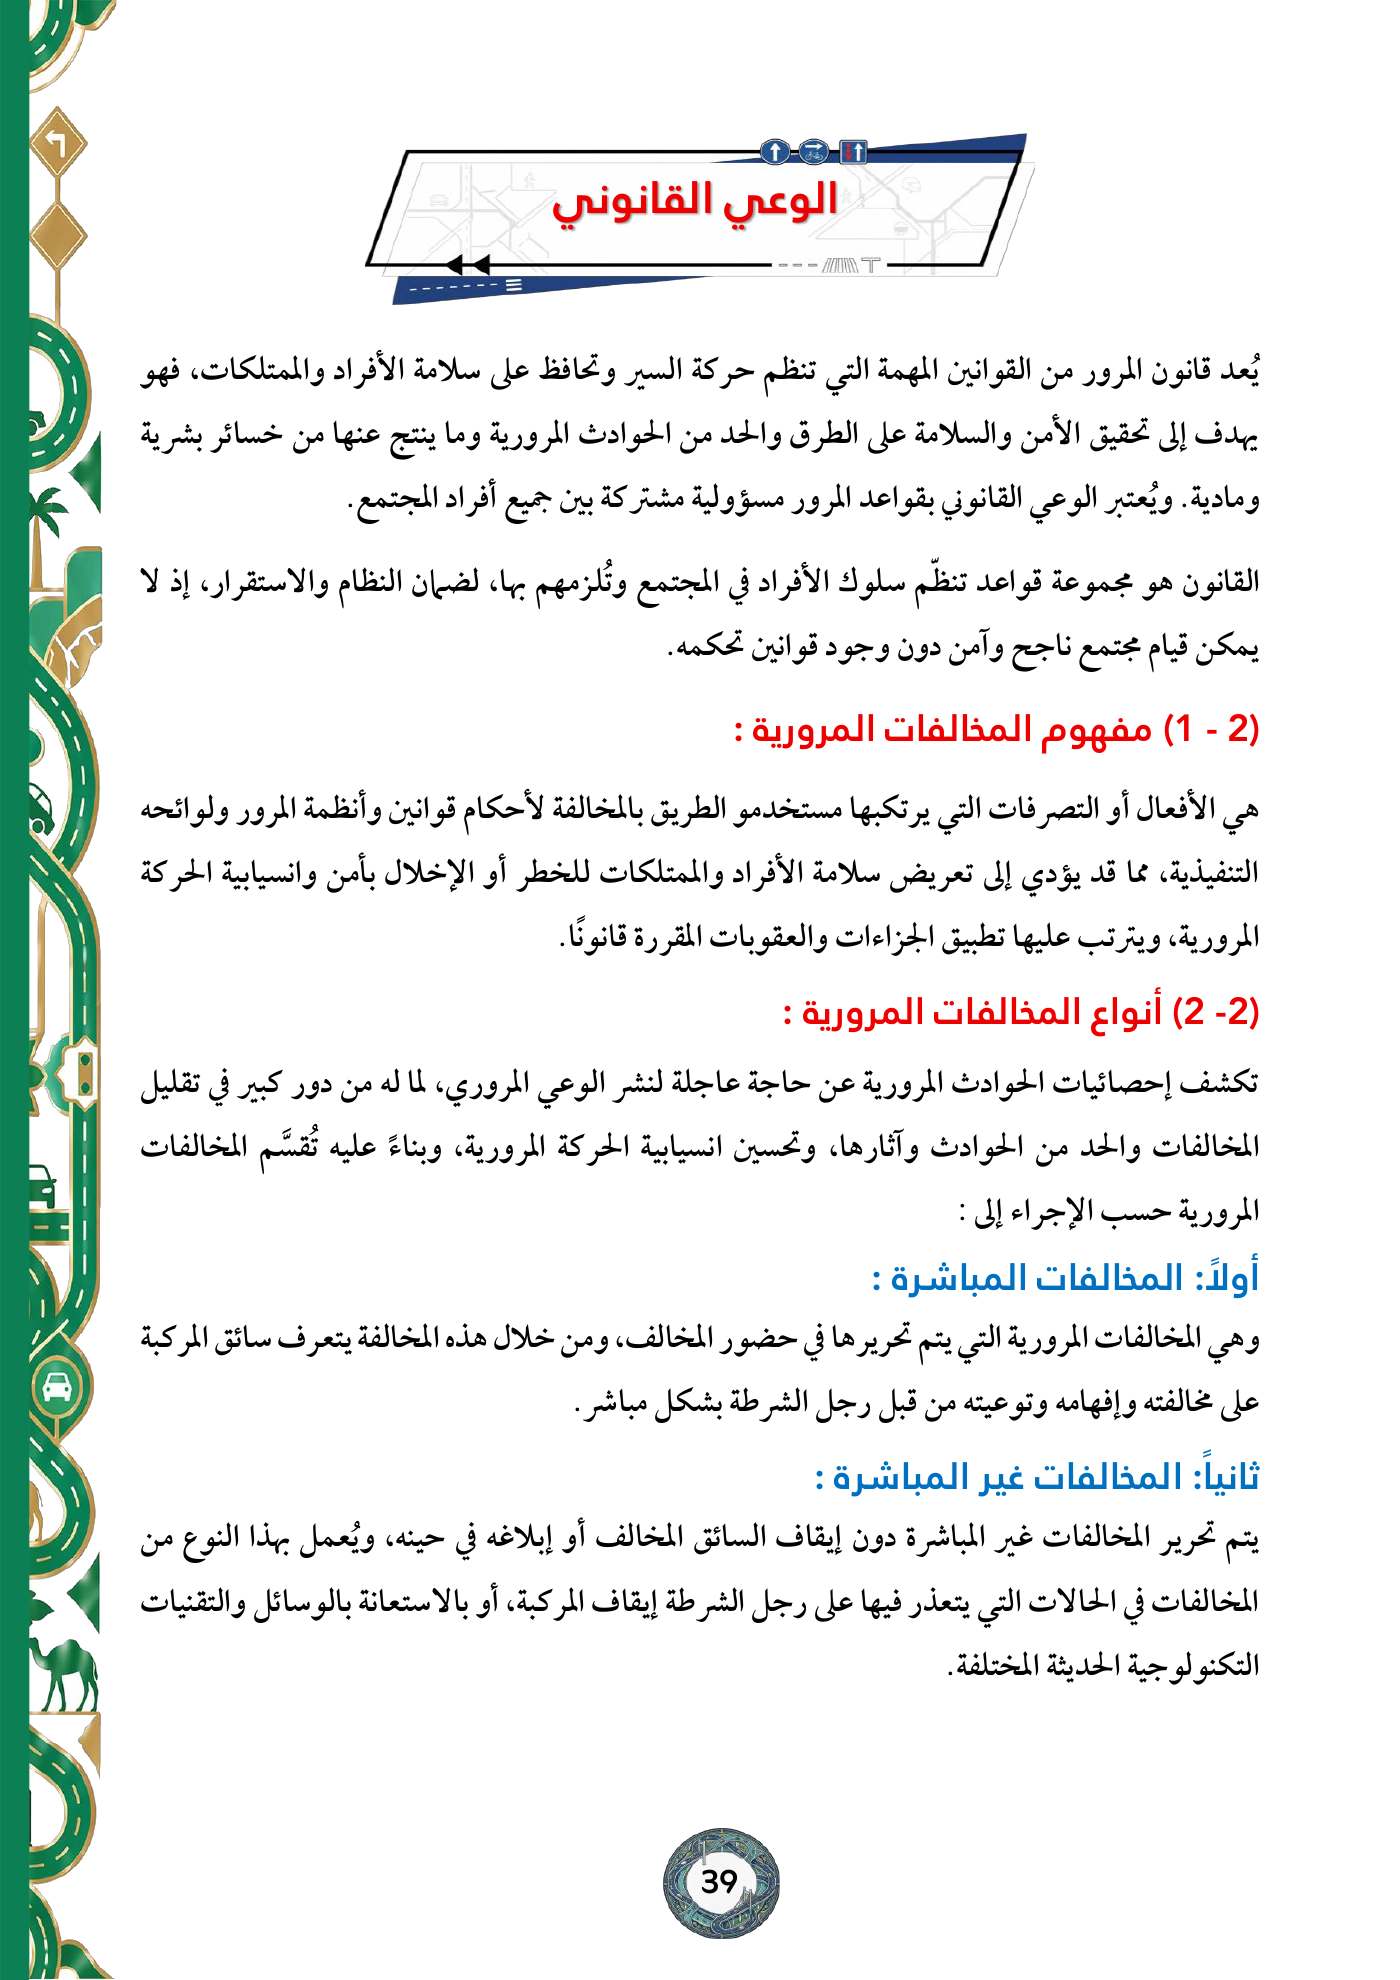 الوعي القانوني
يُعد قانون المرور من القوانين المهمة التي تنظم حركة السير وتحافظ على سلامة الأفراد والممتلكات، فهو
يهدف إلى تحقيق الأمن والسلامة على الطرق والحد من الحوادث المرورية وما ينتج عنها من خسائر بشرية
ومادية. ويُعتبر الوعي القانوني بقواعد المرور مسؤولية مشتركة بين جميع أفراد المجتمع.
القانون هو مجموعة قواعد تنظّم سلوك الأفراد في المجتمع وتُلزمهم بها، لضمان النظام والاستقرار، إذ لا
يمكن قيام مجتمع ناجح وآمن دون وجود قوانين تحكمه.
(2 - 1) مفهوم المخالفات المرورية :
هي الأفعال أو التصرفات التي يرتكبها مستخدمو الطريق بالمخالفة لأحكام قوانين وأنظمة المرور ولوائحه
التنفيذية، مما قد يؤدي إلى تعريض سلامة الأفراد والممتلكات للخطر أو الإخلال بأمن وانسيابية الحركة
المرورية، ويترتب عليها تطبيق الجزاءات والعقوبات المقررة قانونًا.
(2- 2) أنواع المخالفات المرورية :
تكشف إحصائيات الحوادث المرورية عن حاجة عاجلة لنشر الوعي المروري، لما له من دور كبير في تقليل
المخالفات والحد من الحوادث وآثارها، وتحسين انسيابية الحركة المرورية، وبناءً عليه تُقسَّم المخالفات
المرورية حسب الإجراء إلى :
أولاً: المخالفات المباشرة :
وهي المخالفات المرورية التي يتم تحريرها في حضور المخالف، ومن خلال هذه المخالفة يتعرف سائق المركبة
على مخالفته وإفهامه وتوعيته من قبل رجل الشرطة بشكل مباشر.
ثانياً: المخالفات غير المباشرة :
يتم تحرير المخالفات غير المباشرة دون إيقاف السائق المخالف أو إبلاغه في حينه، ويُعمل بهذا النوع من
المخالفات في الحالات التي يتعذر فيها على رجل الشرطة إيقاف المركبة، أو بالاستعانة بالوسائل والتقنيات
التكنولوجية الحديثة المختلفة.
39